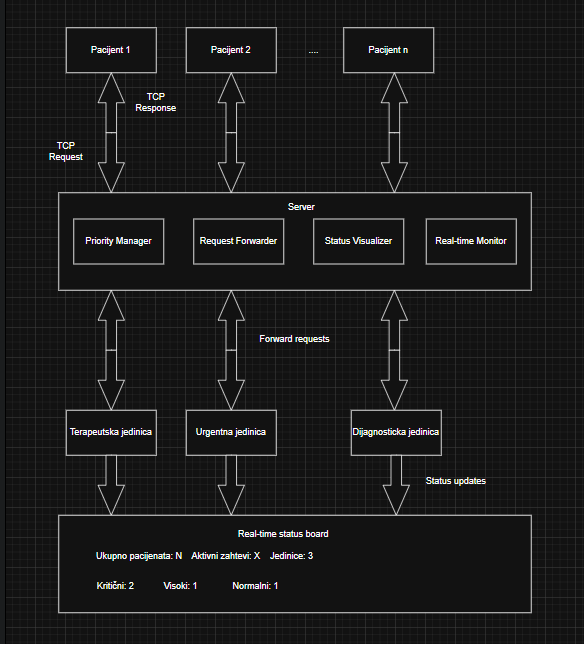 Pacijent 1
Pacijent 2
....
Pacijent n
TCP
Response
TCP
Request
Server
Priority Manager
Request Forwarder
Status Visualizer
Real-time Monitor
Forward requests
Terapeutska jedinica
Urgentna jedinica
Dijagnosticka jedinica
Status updates
Real-time status board
Ukupno pacijenata: N Aktivni zahtevi: X Jedinice: 3
Kritični: 2 Visoki: 1 Normalni: 1